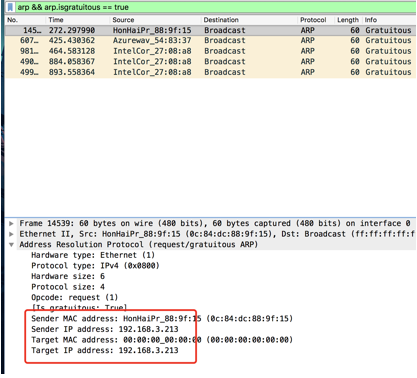 arp && arp.isgratuitous == true
No. Time Source Destination Protocol Length Info
145… 272.297990 HonHaiPr_88:9f:15 Broadcast ARP 60 Gratuitous
607… 425.430362 Azurewav_54:83:37 Broadcast ARP 60 Gratuitous
981… 464.583128 IntelCor_27:08:a8 Broadcast ARP 60 Gratuitous
490… 884.058367 IntelCor_27:08:a8 Broadcast ARP 60 Gratuitous
499… 893.558364 IntelCor_27:08:a8 Broadcast ARP 60 Gratuitous
Frame 14539: 60 bytes on wire (480 bits), 60 bytes captured (480 bits) on interface 0
Ethernet II, Src: HonHaiPr_88:9f:15 (0c:84:dc:88:9f:15), Dst: Broadcast (ff:ff:ff:ff:f
Address Resolution Protocol (request/gratuitous ARP)
Hardware type: Ethernet (1)
Protocol type: IPv4 (0x0800)
Hardware size: 6
Protocol size: 4
Opcode: request (1)
[Is gratuitous: True]
Sender MAC address: HonHaiPr_88:9f:15 (0c:84:dc:88:9f:15)
Sender IP address: 192.168.3.213
Target MAC address: 00:00:00_00:00:00 (00:00:00:00:00:00)
Target IP address: 192.168.3.213